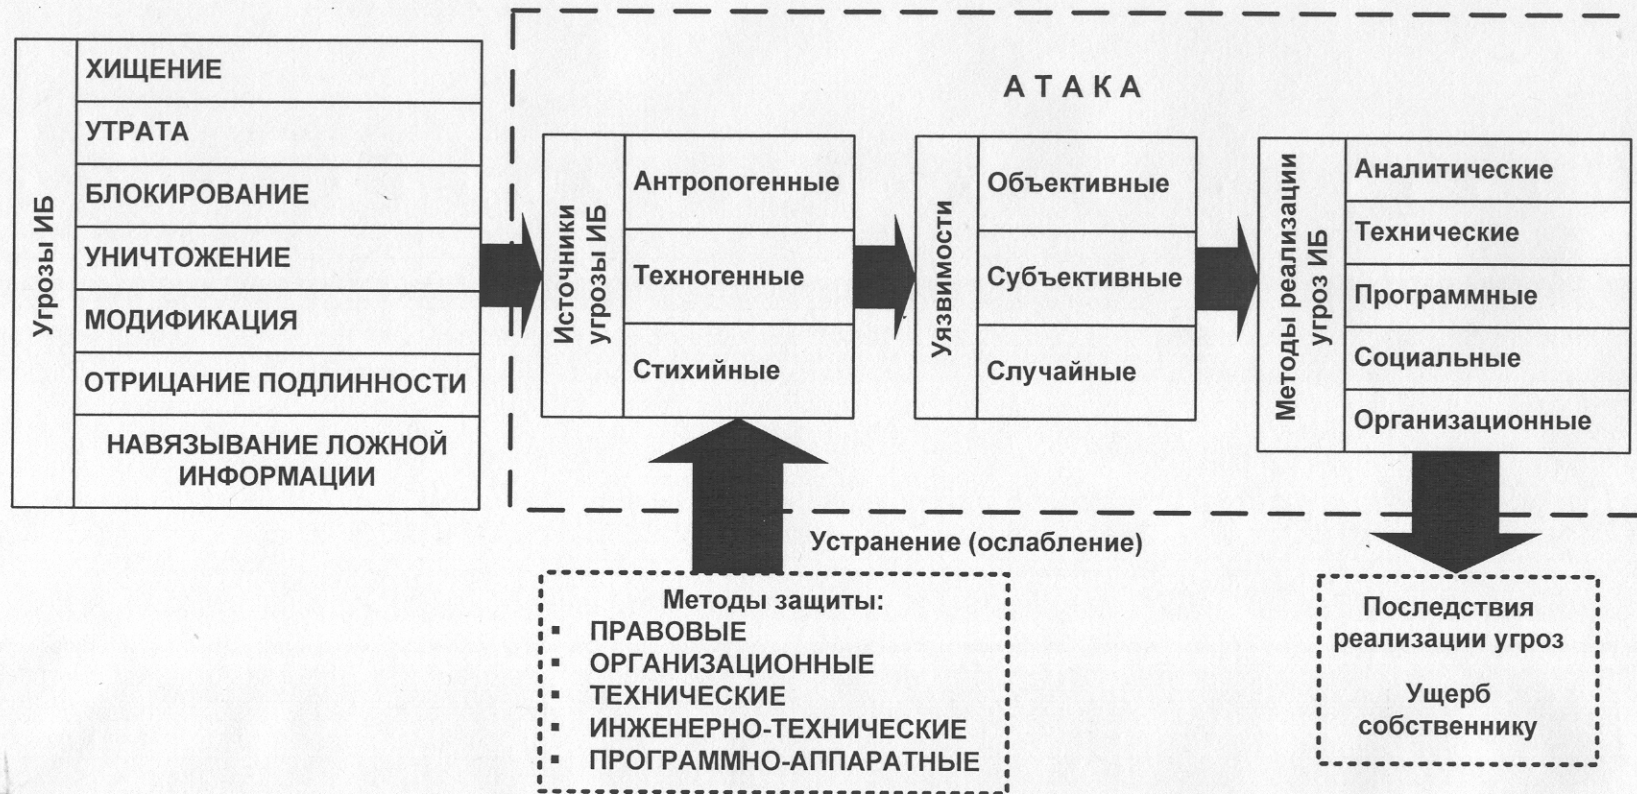 Угрозы ИБ
ХИЩЕНИЕ
УТРАТА
БЛОКИРОВАНИЕ
УНИЧТОЖЕНИЕ
МОДИФИКАЦИЯ
ОТРИЦАНИЕ ПОДЛИННОСТИ
НАВЯЗЫВАНИЕ ЛОЖНОЙ
ИНФОРМАЦИИ
А Т А К А
Источники
угрозы ИБ
Антропогенные
Техногенные
Стихийные
Уязвимости
Объективные
Субъективные
Случайные
Методы реализации
угроз ИБ
Аналитические
Технические
Программные
Социальные
Организационные
Устранение (ослабление)
Методы защиты:
▪ ПРАВОВЫЕ
▪ ОРГАНИЗАЦИОННЫЕ
▪ ТЕХНИЧЕСКИЕ
▪ ИНЖЕНЕРНО-ТЕХНИЧЕСКИЕ
▪ ПРОГРАММНО-АППАРАТНЫЕ
Последствия
реализации угроз
Ущерб
собственнику